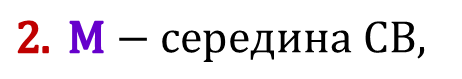 2. М – середина СВ,